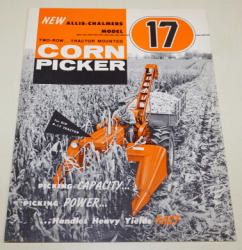 NEW ALLIS-CHALMERS
MODEL 17
TWO-ROW... TRACTOR MOUNTED
CORN
PICKER
PICKING CAPACITY...
PICKING POWER...
...Handles Heavy Yields FAST